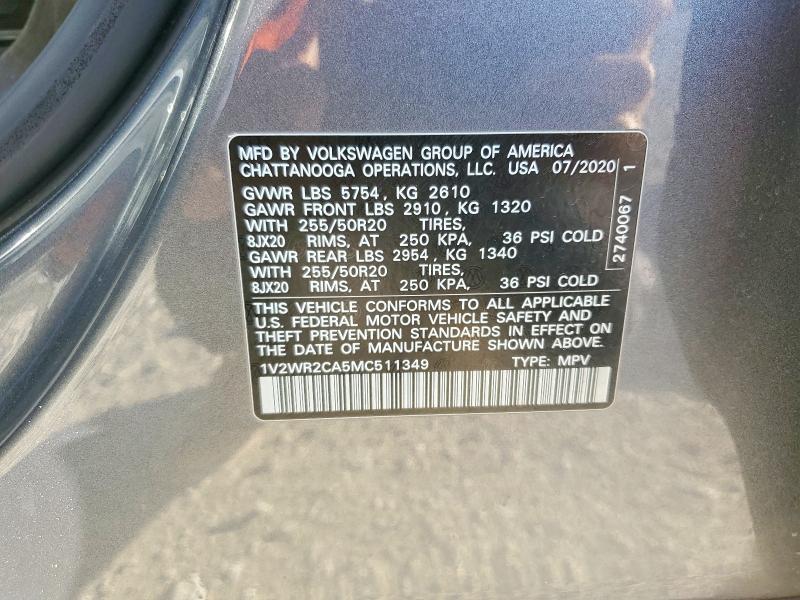 MFD BY VOLKSWAGEN GROUP OF AMERICA
CHATTANOOGA OPERATIONS, LLC. USA 07/2020
GVWR LBS 5754, KG 2610
GAWR FRONT LBS 2910, KG 1320
WITH 255/50R20 TIRES,
8JX20 RIMS, AT 250 KPA, 36 PSI COLD
GAWR REAR LBS 2954, KG 1340
WITH 255/50R20 TIRES,
8JX20 RIMS, AT 250 KPA, 36 PSI COLD
THIS VEHICLE CONFORMS TO ALL APPLICABLE
U.S. FEDERAL MOTOR VEHICLE SAFETY AND
THEFT PREVENTION STANDARDS IN EFFECT ON
THE DATE OF MANUFACTURE SHOWN ABOVE.
1V2WR2CA5MC511349 TYPE: MPV
2740067 1